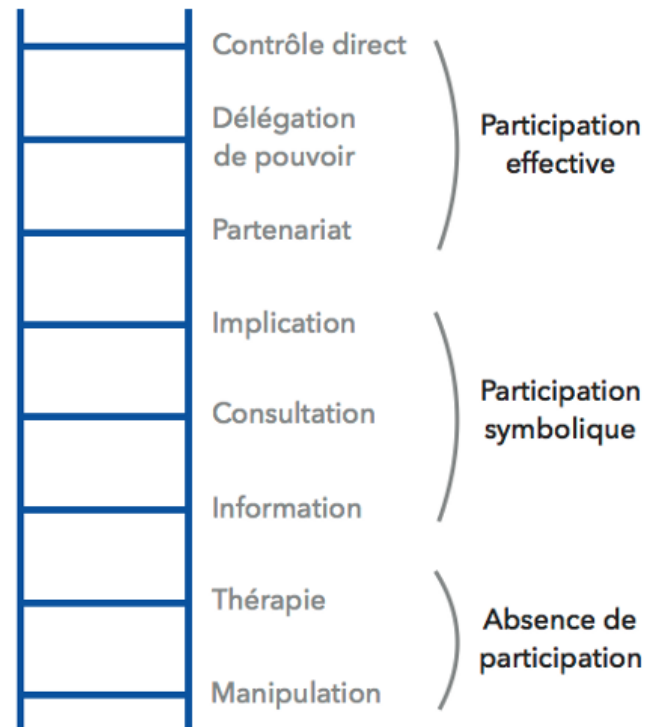 Contrôle direct
Délégation
de pouvoir
Partenariat
Participation
effective
Implication
Consultation
Information
Participation
symbolique
Thérapie
Manipulation
Absence de
participation